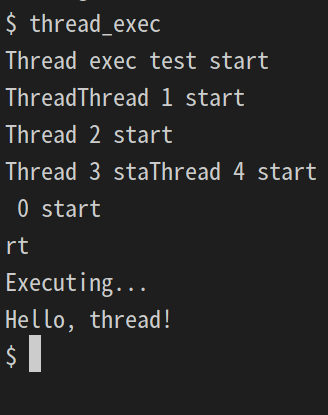 $ thread_exec
Thread exec test start
ThreadThread 1 start
Thread 2 start
Thread 3 staThread 4 start
 0 start
rt
Executing...
Hello, thread!
$